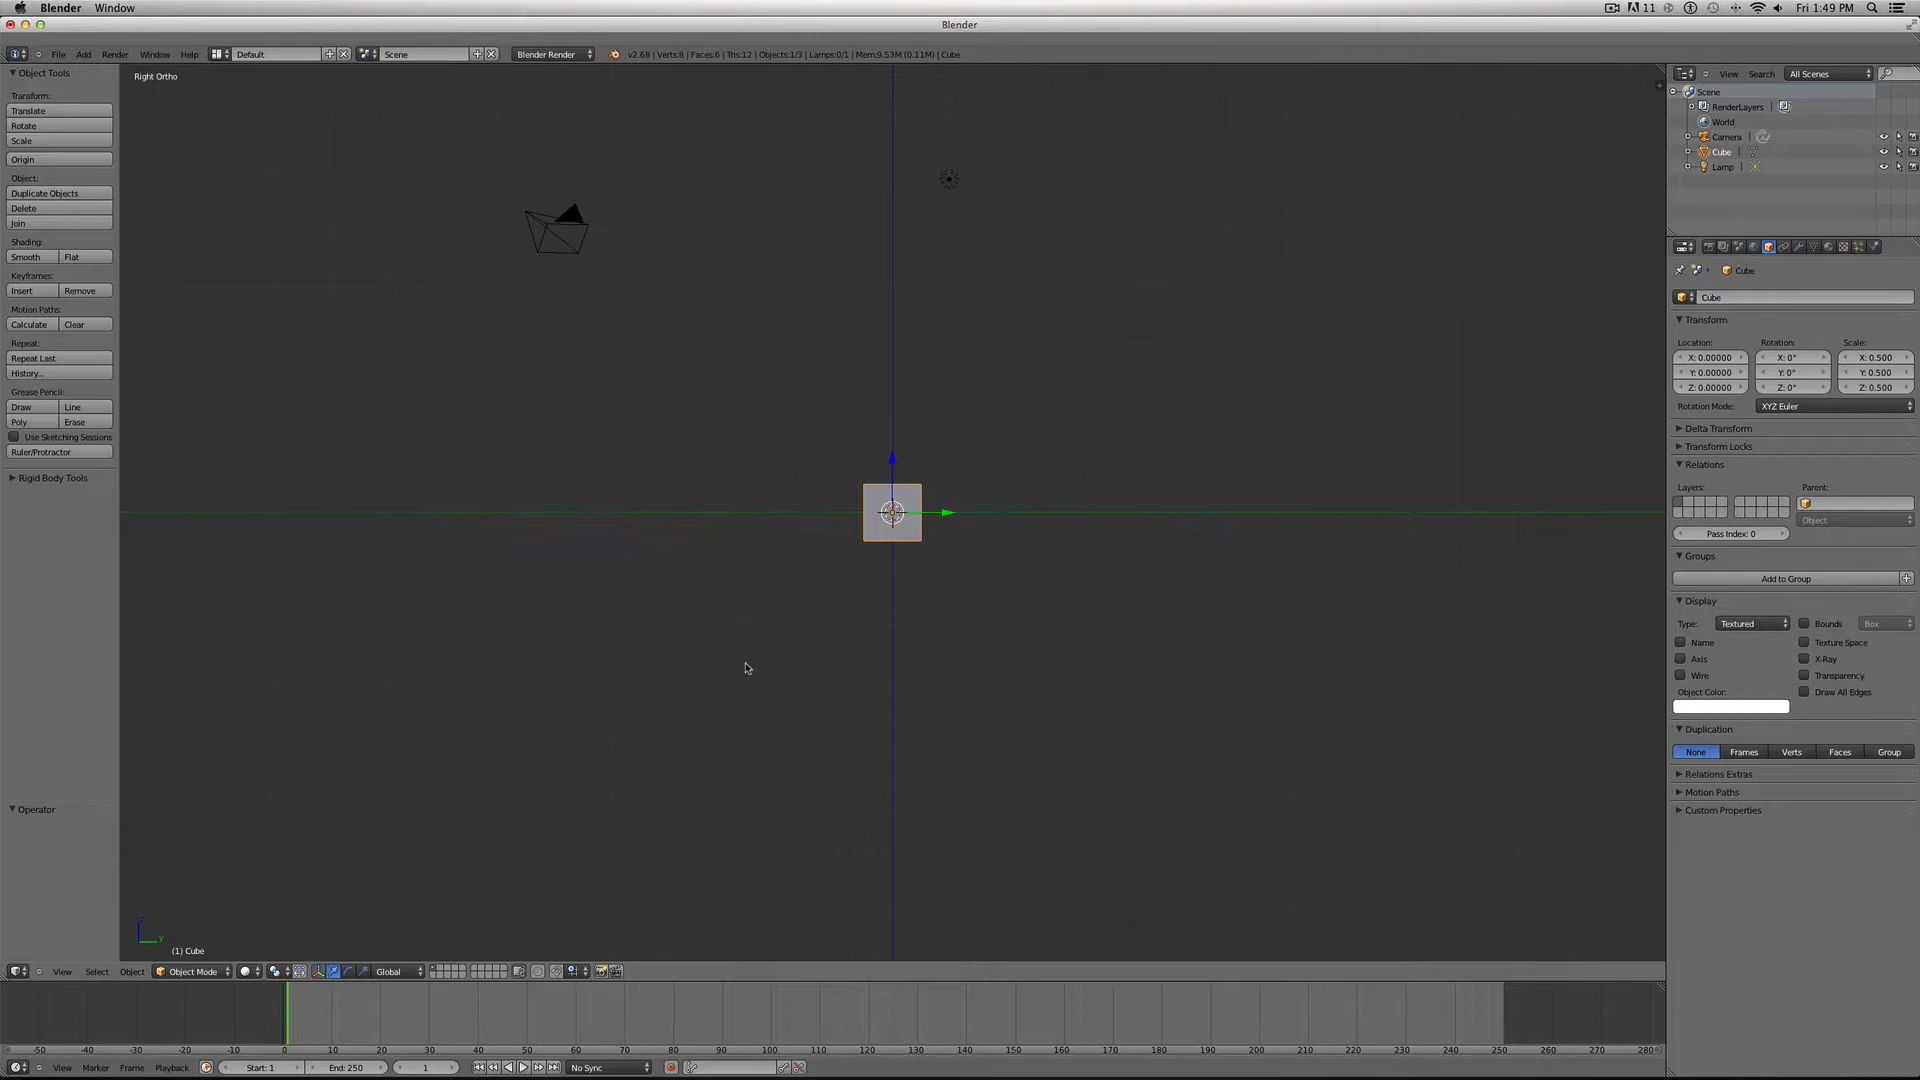 Blender Window 11 Fri 1:49 PM
Blender
File Add Render Window Help Default Scene Blender Render v2.68 | Verts:8 | Faces:6 | Tris:12 | Objects:1/3 | Lamps:0/1 | Mem:9.53M (0.11M) | Cube
Object Tools
Transform:
Translate
Rotate
Scale
Origin
Object:
Duplicate Objects
Delete
Join
Shading:
Smooth Flat
Keyframes:
Insert Remove
Motion Paths:
Calculate Clear
Repeat:
Repeat Last
History...
Grease Pencil:
Draw Line
Poly Erase
Use Sketching Sessions
Ruler/Protractor
Rigid Body Tools
Operator
Right Ortho
z
y
(1) Cube
View Search All Scenes
Scene
RenderLayers |
World
Camera |
Cube |
Lamp |
Cube
Cube
Transform
Location: Rotation: Scale:
X: 0.00000 X: 0° X: 0.500
Y: 0.00000 Y: 0° Y: 0.500
Z: 0.00000 Z: 0° Z: 0.500
Rotation Mode: XYZ Euler
Delta Transform
Transform Locks
Relations
Layers: Parent:
Object
Pass Index: 0
Groups
Add to Group
Display
Type: Textured Bounds Box
Name Texture Space
Axis X-Ray
Wire Transparency
Object Color: Draw All Edges
Duplication
None Frames Verts Faces Group
Relations Extras
Motion Paths
Custom Properties
View Select Object Object Mode Global
-50 -40 -30 -20 -10 0 10 20 30 40 50 60 70 80 90 100 110 120 130 140 150 160 170 180 190 200 210 220 230 240 250 260 270 280
View Marker Frame Playback Start: 1 End: 250 1 No Sync